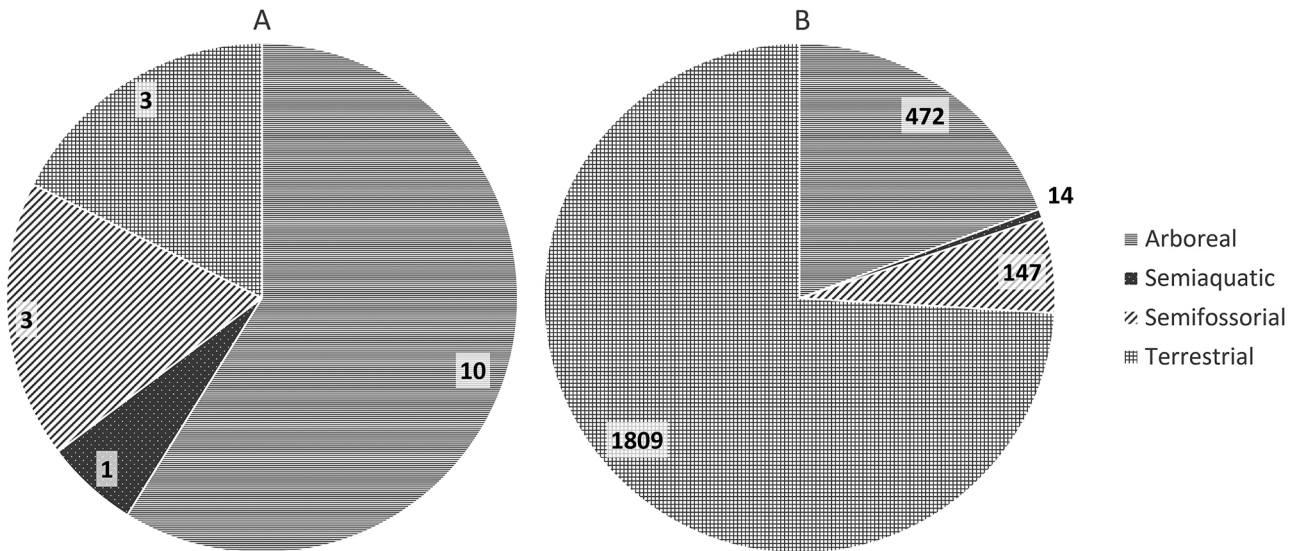 A
B
3
472
14
147
3
10
1
1809
Arboreal
Semiaquatic
Semifossorial
Terrestrial